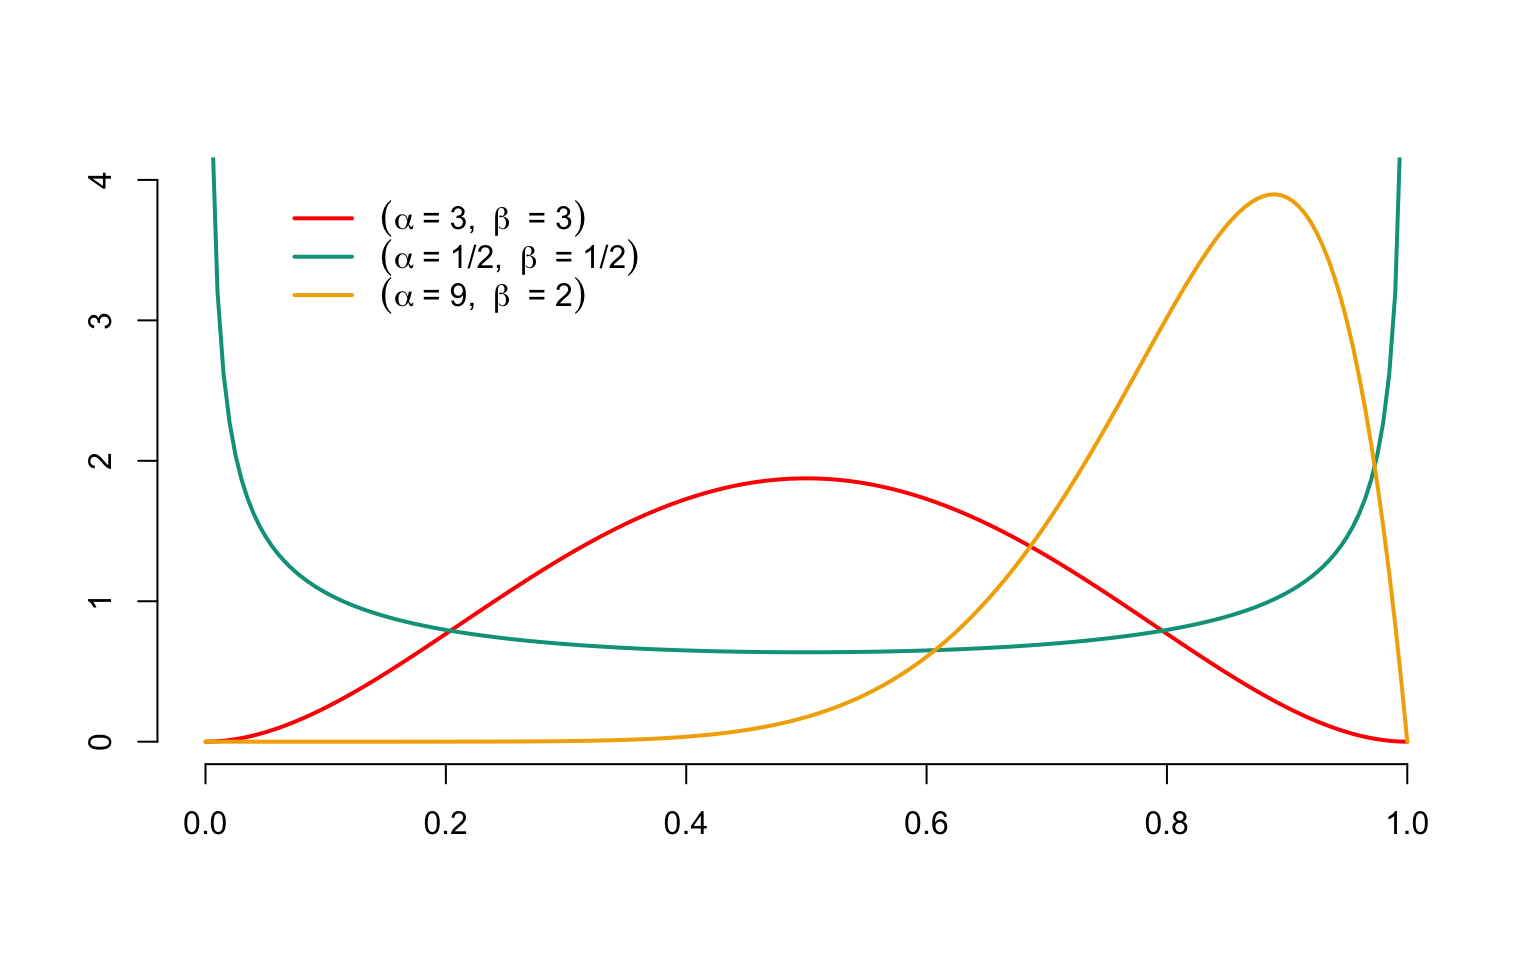 4
3
2
1
0
(α = 3, β = 3)
(α = 1/2, β = 1/2)
(α = 9, β = 2)
0.0 0.2 0.4 0.6 0.8 1.0